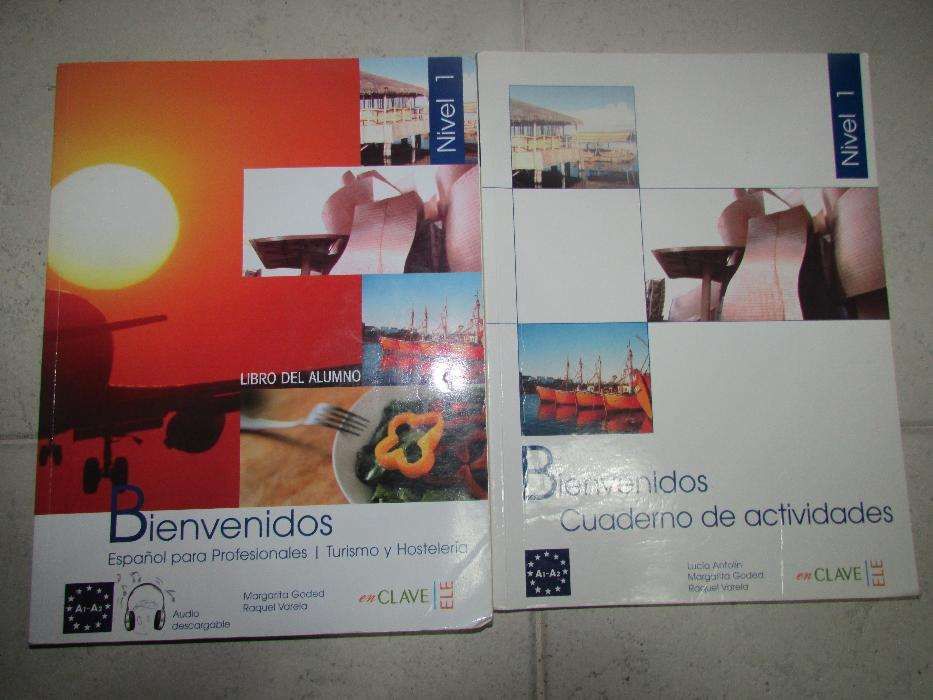 Nivel 1
LIBRO DEL ALUMNO
Bienvenidos
Español para Profesionales | Turismo y Hostelería
A1-A2
Audio
descargable
Margarita Goded
Raquel Varela
enCLAVE ELE
Nivel 1
Bienvenidos
Cuaderno de actividades
A1-A2
Lucía Antolín
Margarita Goded
Raquel Varela
enCLAVE ELE